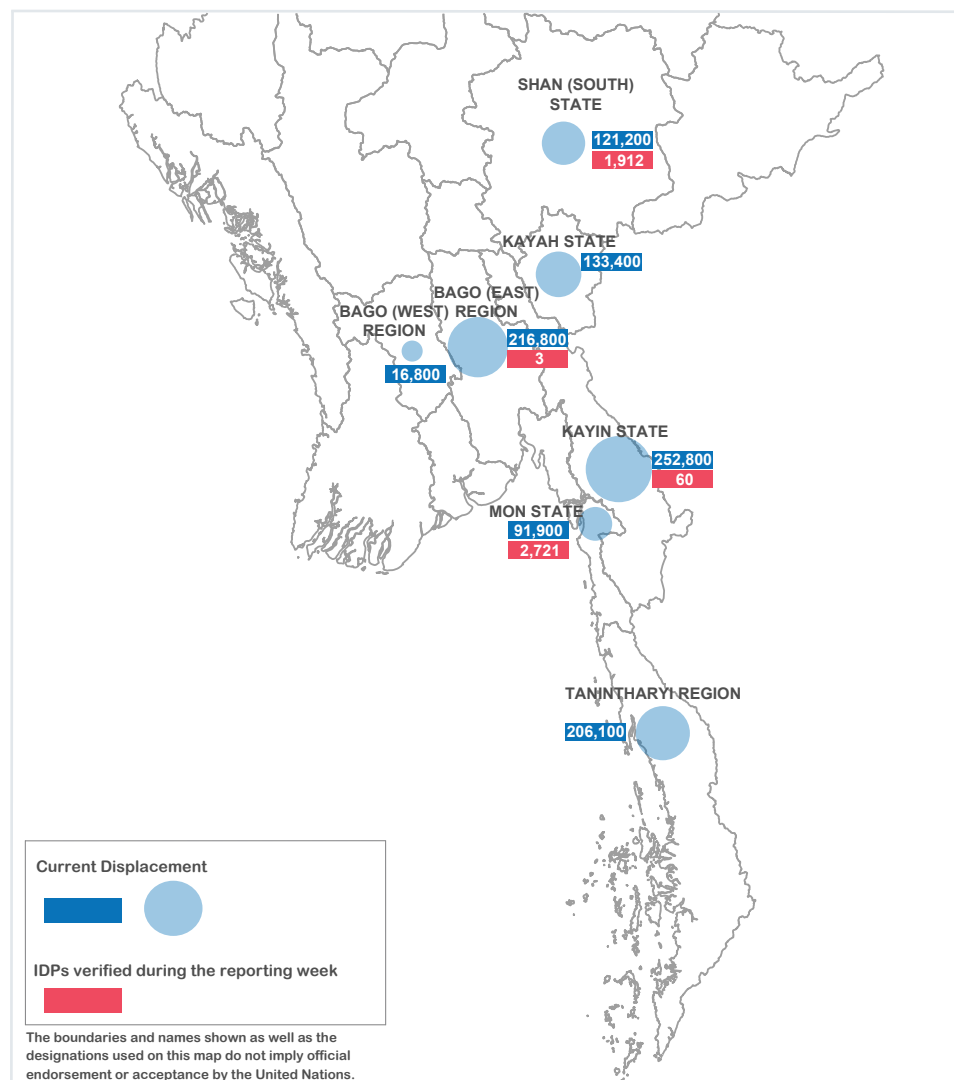 SHAN (SOUTH)
STATE
121,200
1,912
KAYAH STATE
133,400
BAGO (EAST)
REGION
216,800
3
BAGO (WEST)
REGION
16,800
KAYIN STATE
252,800
60
MON STATE
91,900
2,721
TANINTHARYI REGION
206,100
Current Displacement
IDPs verified during the reporting week
The boundaries and names shown as well as the
designations used on this map do not imply official
endorsement or acceptance by the United Nations.